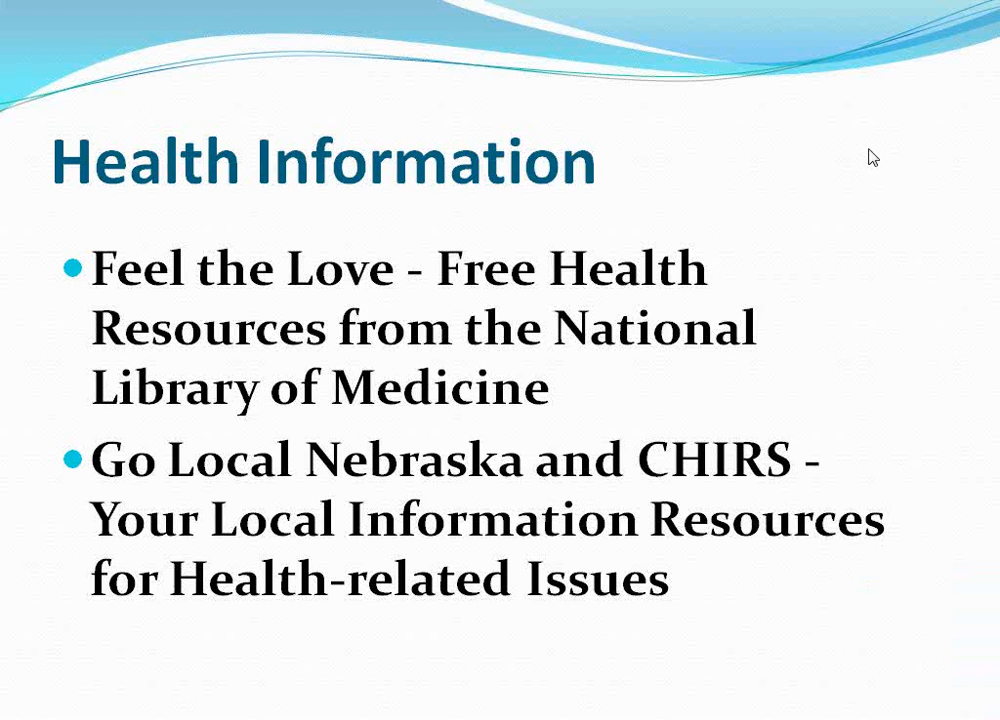 Health Information
Feel the Love - Free Health
Resources from the National
Library of Medicine
Go Local Nebraska and CHIRS -
Your Local Information Resources
for Health-related Issues